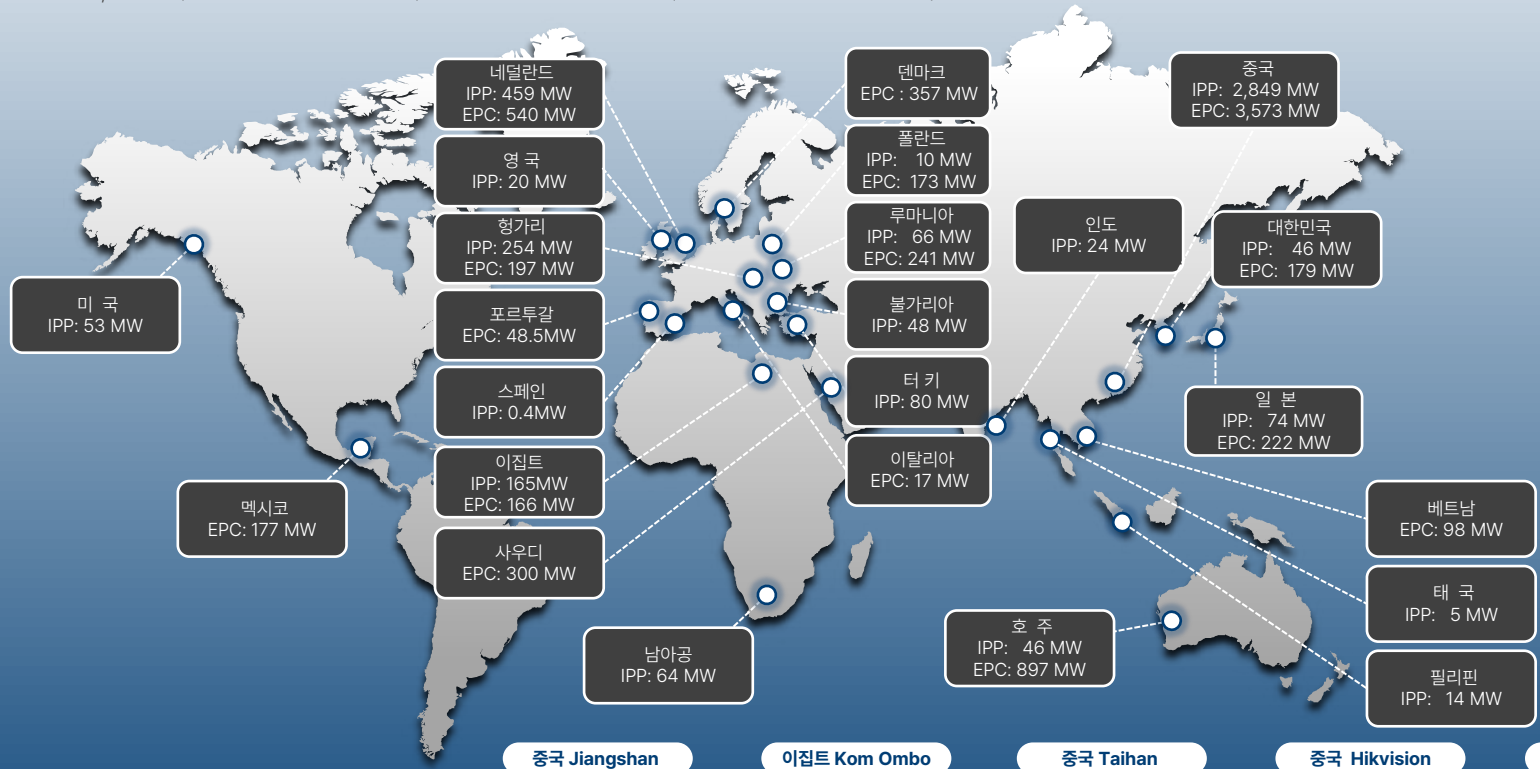 네덜란드
IPP: 459 MW
EPC: 540 MW
덴마크
EPC : 357 MW
중국
IPP: 2,849 MW
EPC: 3,573 MW
영 국
IPP: 20 MW
폴란드
IPP: 10 MW
EPC: 173 MW
헝가리
IPP: 254 MW
EPC: 197 MW
루마니아
IPP: 66 MW
EPC: 241 MW
인도
IPP: 24 MW
대한민국
IPP: 46 MW
EPC: 179 MW
미 국
IPP: 53 MW
포르투갈
EPC: 48.5MW
불가리아
IPP: 48 MW
스페인
IPP: 0.4MW
터 키
IPP: 80 MW
일 본
IPP: 74 MW
EPC: 222 MW
이집트
IPP: 165MW
EPC: 166 MW
이탈리아
EPC: 17 MW
멕시코
EPC: 177 MW
베트남
EPC: 98 MW
사우디
EPC: 300 MW
태 국
IPP: 5 MW
남아공
IPP: 64 MW
호 주
IPP: 46 MW
EPC: 897 MW
필리핀
IPP: 14 MW
중국 Jiangshan
이집트 Kom Ombo
중국 Taihan
중국 Hikvision